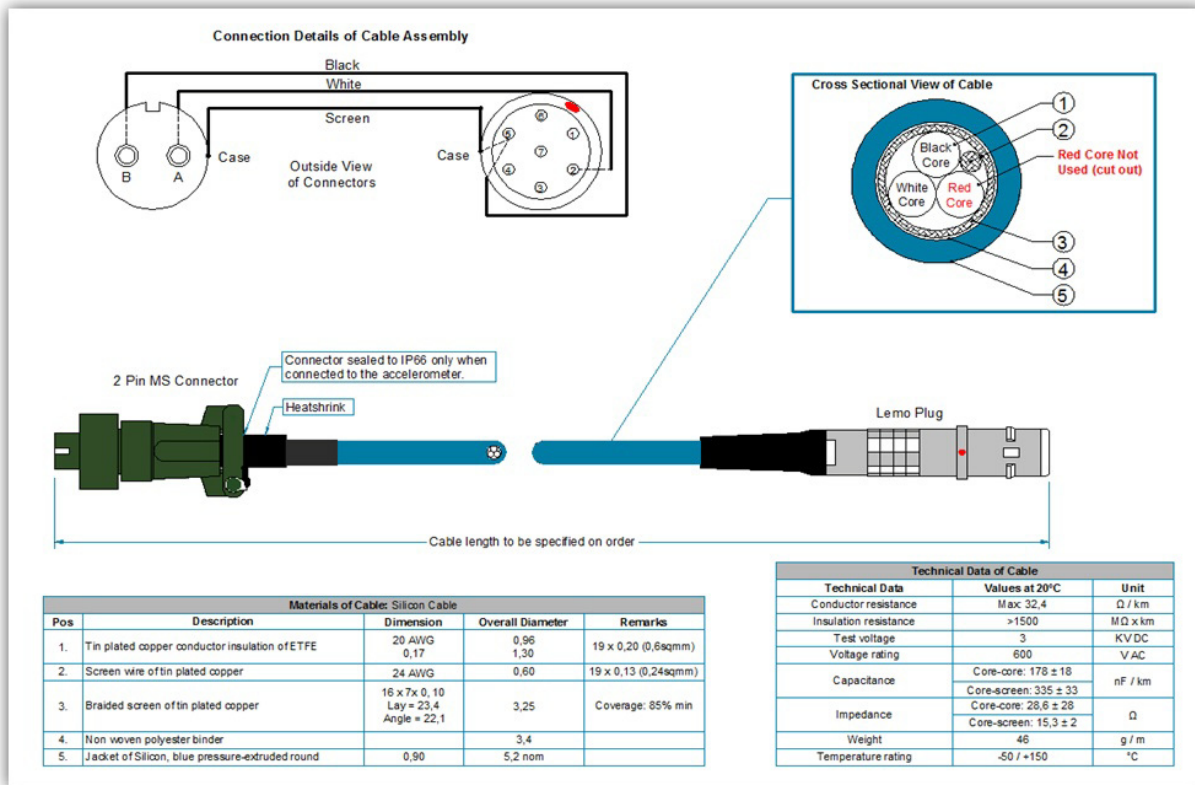 Connection Details of Cable Assembly
Black
White
Screen
Case
Case
B
A
Outside View
of Connectors
6
5
1
7
4
2
3
Cross Sectional View of Cable
1
2
Black
Core
White
Core
Red
Core
Red Core Not
Used (cut out)
3
4
5
Connector sealed to IP66 only when
connected to the accelerometer.
2 Pin MS Connector
Heatshrink
Lemo Plug
Cable length to be specified on order
Materials of Cable: Silicon Cable
Pos Description Dimension Overall Diameter Remarks
1. Tin plated copper conductor insulation of ETFE 20 AWG 0,17 0,96 1,30 19 x 0,20 (0,6sqmm)
2. Screen wire of tin plated copper 24 AWG 0,60 19 x 0,13 (0,24sqmm)
3. Braided screen of tin plated copper 16 x 7x 0, 10 Lay = 23,4 Angle = 22,1 3,25 Coverage: 85% min
4. Non woven polyester binder 3,4
5. Jacket of Silicon, blue pressure-extruded round 0,90 5,2 nom
Technical Data of Cable
Technical Data Values at 20ºC Unit
Conductor resistance Max: 32,4 Ω / km
Insulation resistance >1500 MΩ x km
Test voltage 3 KV DC
Voltage rating 600 V AC
Capacitance Core-core: 178 ± 18 nF / km
Core-screen: 335 ± 33
Impedance Core-core: 28,6 ± 28 Ω
Core-screen: 15,3 ± 2
Weight 46 g / m
Temperature rating -50 / +150 °C